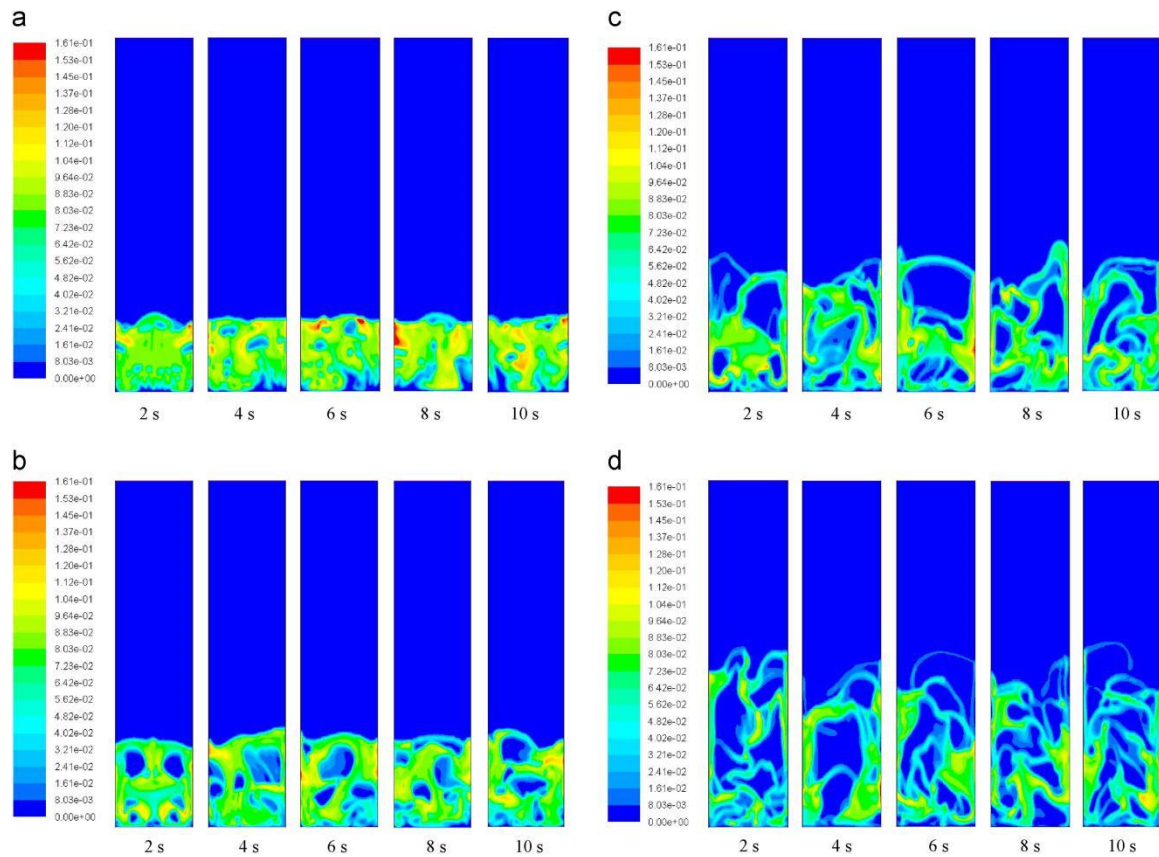 a
1.61e-01
1.53e-01
1.45e-01
1.37e-01
1.28e-01
1.20e-01
1.12e-01
1.04e-01
9.64e-02
8.83e-02
8.03e-02
7.23e-02
6.42e-02
5.62e-02
4.82e-02
4.02e-02
3.21e-02
2.41e-02
1.61e-02
8.03e-03
0.00e+00
2 s 4 s 6 s 8 s 10 s
b
1.61e-01
1.53e-01
1.45e-01
1.37e-01
1.28e-01
1.20e-01
1.12e-01
1.04e-01
9.64e-02
8.83e-02
8.03e-02
7.23e-02
6.42e-02
5.62e-02
4.82e-02
4.02e-02
3.21e-02
2.41e-02
1.61e-02
8.03e-03
0.00e+00
2 s 4 s 6 s 8 s 10 s
c
1.61e-01
1.53e-01
1.45e-01
1.37e-01
1.28e-01
1.20e-01
1.12e-01
1.04e-01
9.64e-02
8.83e-02
8.03e-02
7.23e-02
6.42e-02
5.62e-02
4.82e-02
4.02e-02
3.21e-02
2.41e-02
1.61e-02
8.03e-03
0.00e+00
2 s 4 s 6 s 8 s 10 s
d
1.61e-01
1.53e-01
1.45e-01
1.37e-01
1.28e-01
1.20e-01
1.12e-01
1.04e-01
9.64e-02
8.83e-02
8.03e-02
7.23e-02
6.42e-02
5.62e-02
4.82e-02
4.02e-02
3.21e-02
2.41e-02
1.61e-02
8.03e-03
0.00e+00
2 s 4 s 6 s 8 s 10 s